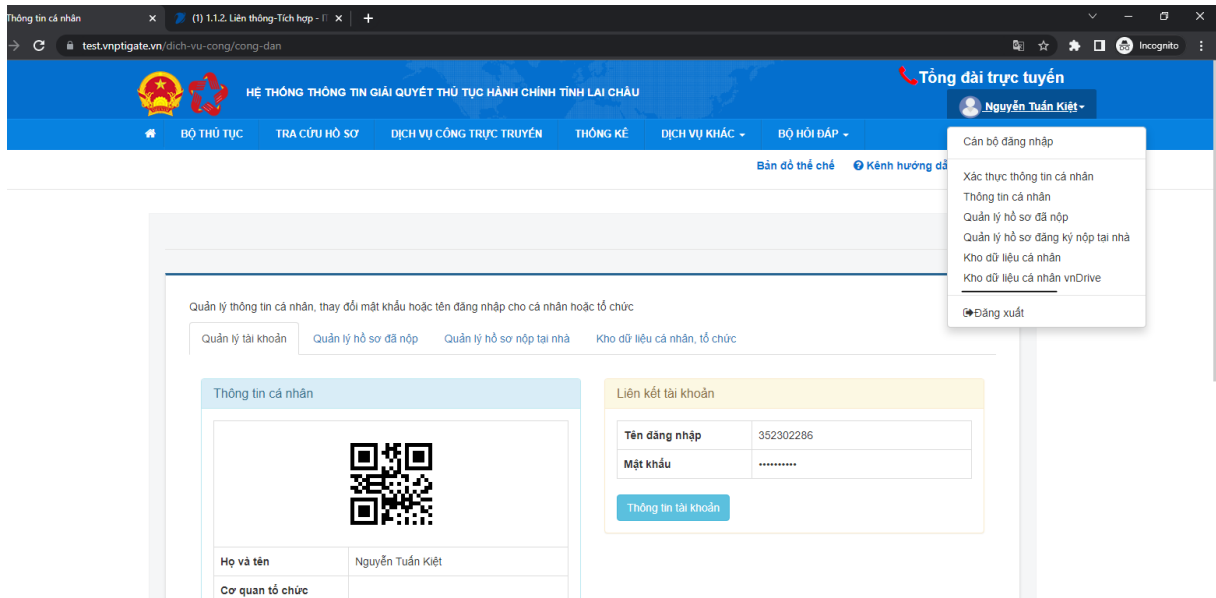 Thông tin cá nhân
(1) 1.1.2. Liên thông-Tích hợp - IT
test.vnptigate.vn/dich-vu-cong/cong-dan
Incognito
HỆ THỐNG THÔNG TIN GIẢI QUYẾT THỦ TỤC HÀNH CHÍNH TỈNH LAI CHÂU
Tổng đài trực tuyến
Nguyễn Tuấn Kiệt
BỘ THỦ TỤC TRA CỨU HỒ SƠ DỊCH VỤ CÔNG TRỰC TRUYẾN THỐNG KÊ DỊCH VỤ KHÁC BỘ HỎI ĐÁP
Bản đồ thể chế Kênh hướng dẫ
Cán bộ đăng nhập
Xác thực thông tin cá nhân
Thông tin cá nhân
Quản lý hồ sơ đã nộp
Quản lý hồ sơ đăng ký nộp tại nhà
Kho dữ liệu cá nhân
Kho dữ liệu cá nhân vnDrive
Đăng xuất
Quản lý thông tin cá nhân, thay đổi mật khẩu hoặc tên đăng nhập cho cá nhân hoặc tổ chức
Quản lý tài khoản Quản lý hồ sơ đã nộp Quản lý hồ sơ nộp tại nhà Kho dữ liệu cá nhân, tổ chức
Thông tin cá nhân
Liên kết tài khoản
Tên đăng nhập 352302286
Mật khẩu ••••••••••
Thông tin tài khoản
Họ và tên Nguyễn Tuấn Kiệt
Cơ quan tổ chức